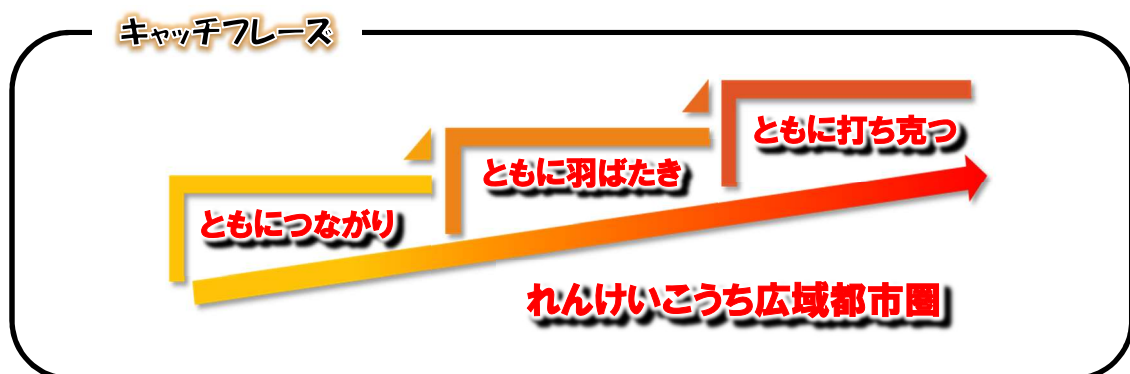 キャッチフレーズ
ともにつながり
ともに羽ばたき
ともに打ち克つ
れんけいこうち広域都市圏